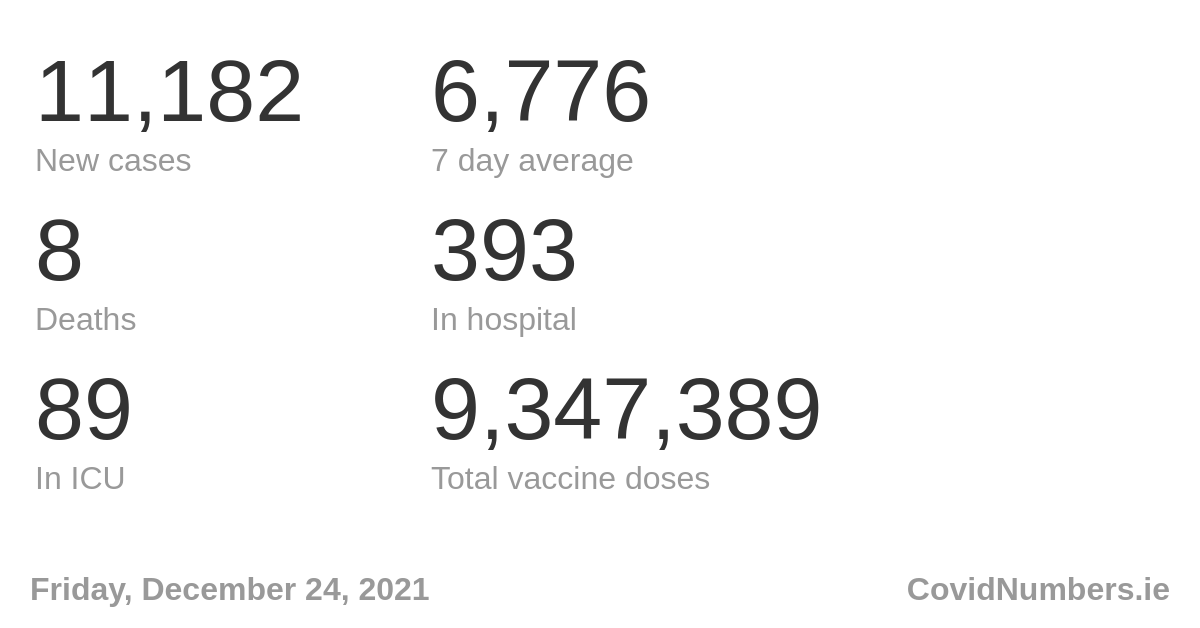 11,182 6,776
New cases 7 day average
8 393
Deaths In hospital
89 9,347,389
In ICU Total vaccine doses
Friday, December 24, 2021 CovidNumbers.ie